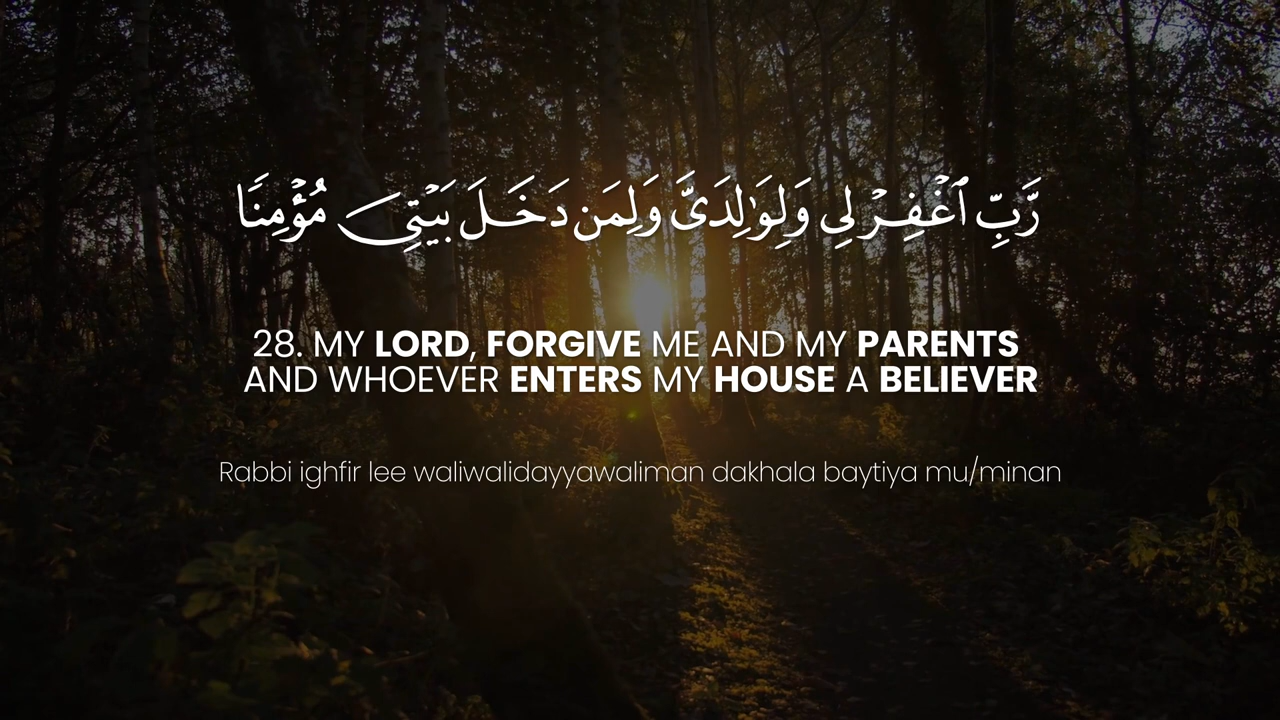 رَّبِّ ٱغْفِرْ لِى وَلِوَٰلِدَىَّ وَلِمَن دَخَلَ بَيْتِىَ مُؤْمِنًا
28. MY LORD, FORGIVE ME AND MY PARENTS
AND WHOEVER ENTERS MY HOUSE A BELIEVER
Rabbi ighfir lee waliwalidayyawaliman dakhala baytiya mu/minan